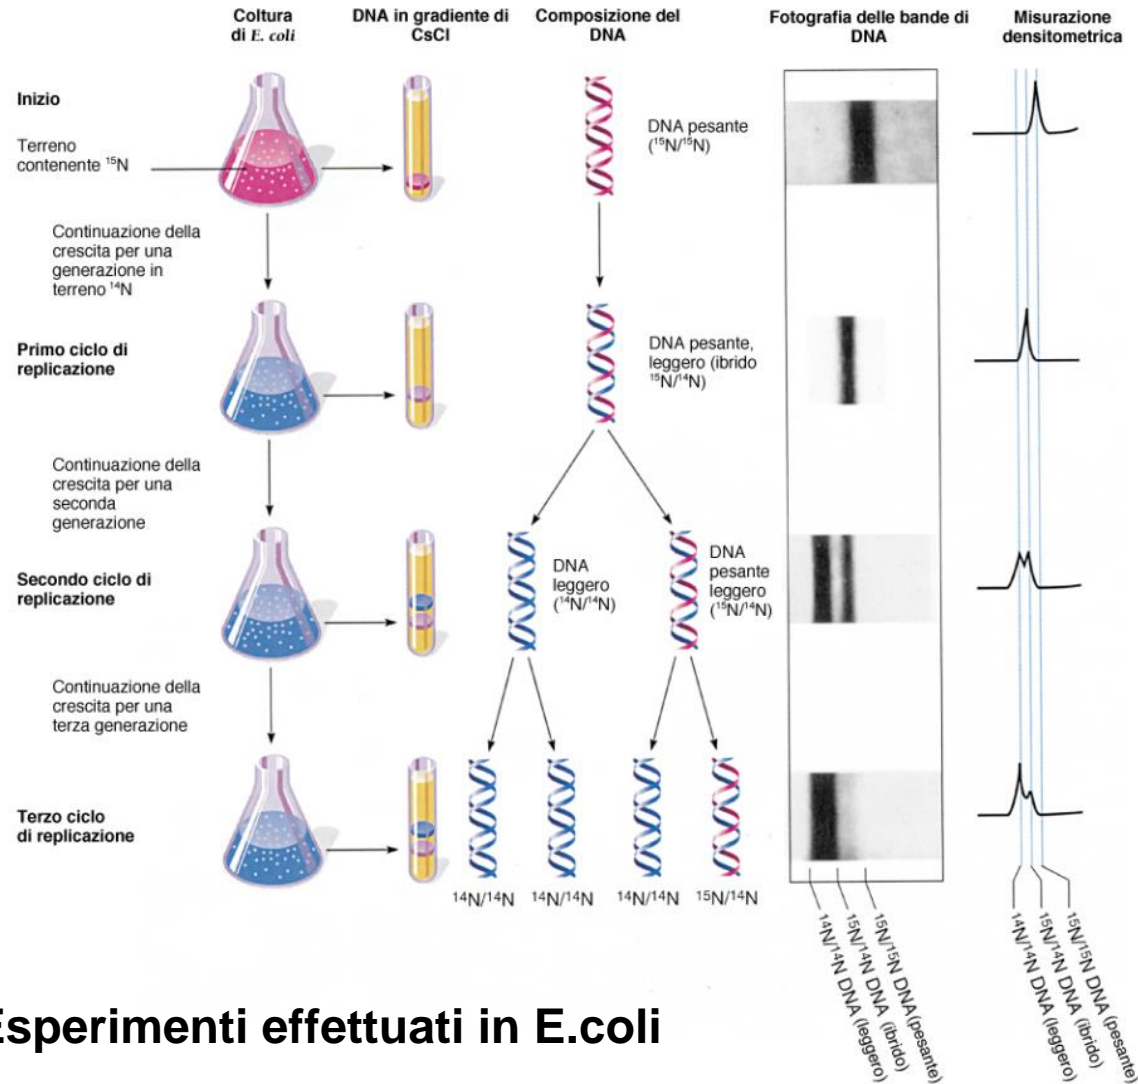 Coltura
di E. coli
DNA in gradiente di
CsCl
Composizione del
DNA
Fotografia delle bande di
DNA
Misurazione
densitometrica
Inizio
Terreno
contenente ¹⁵N
DNA pesante
(¹⁵N/¹⁵N)
Continuazione della
crescita per una
generazione in
terreno ¹⁴N
Primo ciclo di
replicazione
DNA pesante,
leggero (ibrido
¹⁵N/¹⁴N)
Continuazione della
crescita per una
seconda
generazione
Secondo ciclo di
replicazione
DNA
leggero
(¹⁴N/¹⁴N)
DNA
pesante
leggero
(¹⁵N/¹⁴N)
Continuazione della
crescita per una
terza generazione
Terzo ciclo
di replicazione
¹⁴N/¹⁴N
¹⁴N/¹⁴N
¹⁴N/¹⁴N
¹⁵N/¹⁴N
¹⁴N/¹⁴N DNA (leggero)
¹⁵N/¹⁴N DNA (ibrido)
¹⁵N/¹⁵N DNA (pesante)
¹⁴N/¹⁴N DNA (leggero)
¹⁵N/¹⁴N DNA (ibrido)
¹⁵N/¹⁵N DNA (pesante)
Esperimenti effettuati in E.coli